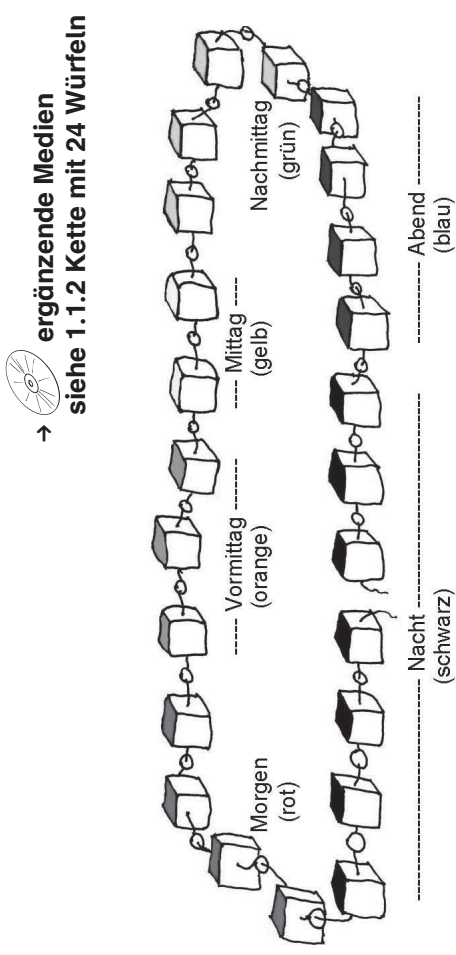 → ergänzende Medien
siehe 1.1.2 Kette mit 24 Würfeln
Morgen
(rot)
Vormittag
(orange)
Mittag
(gelb)
Nachmittag
(grün)
Nacht
(schwarz)
Abend
(blau)